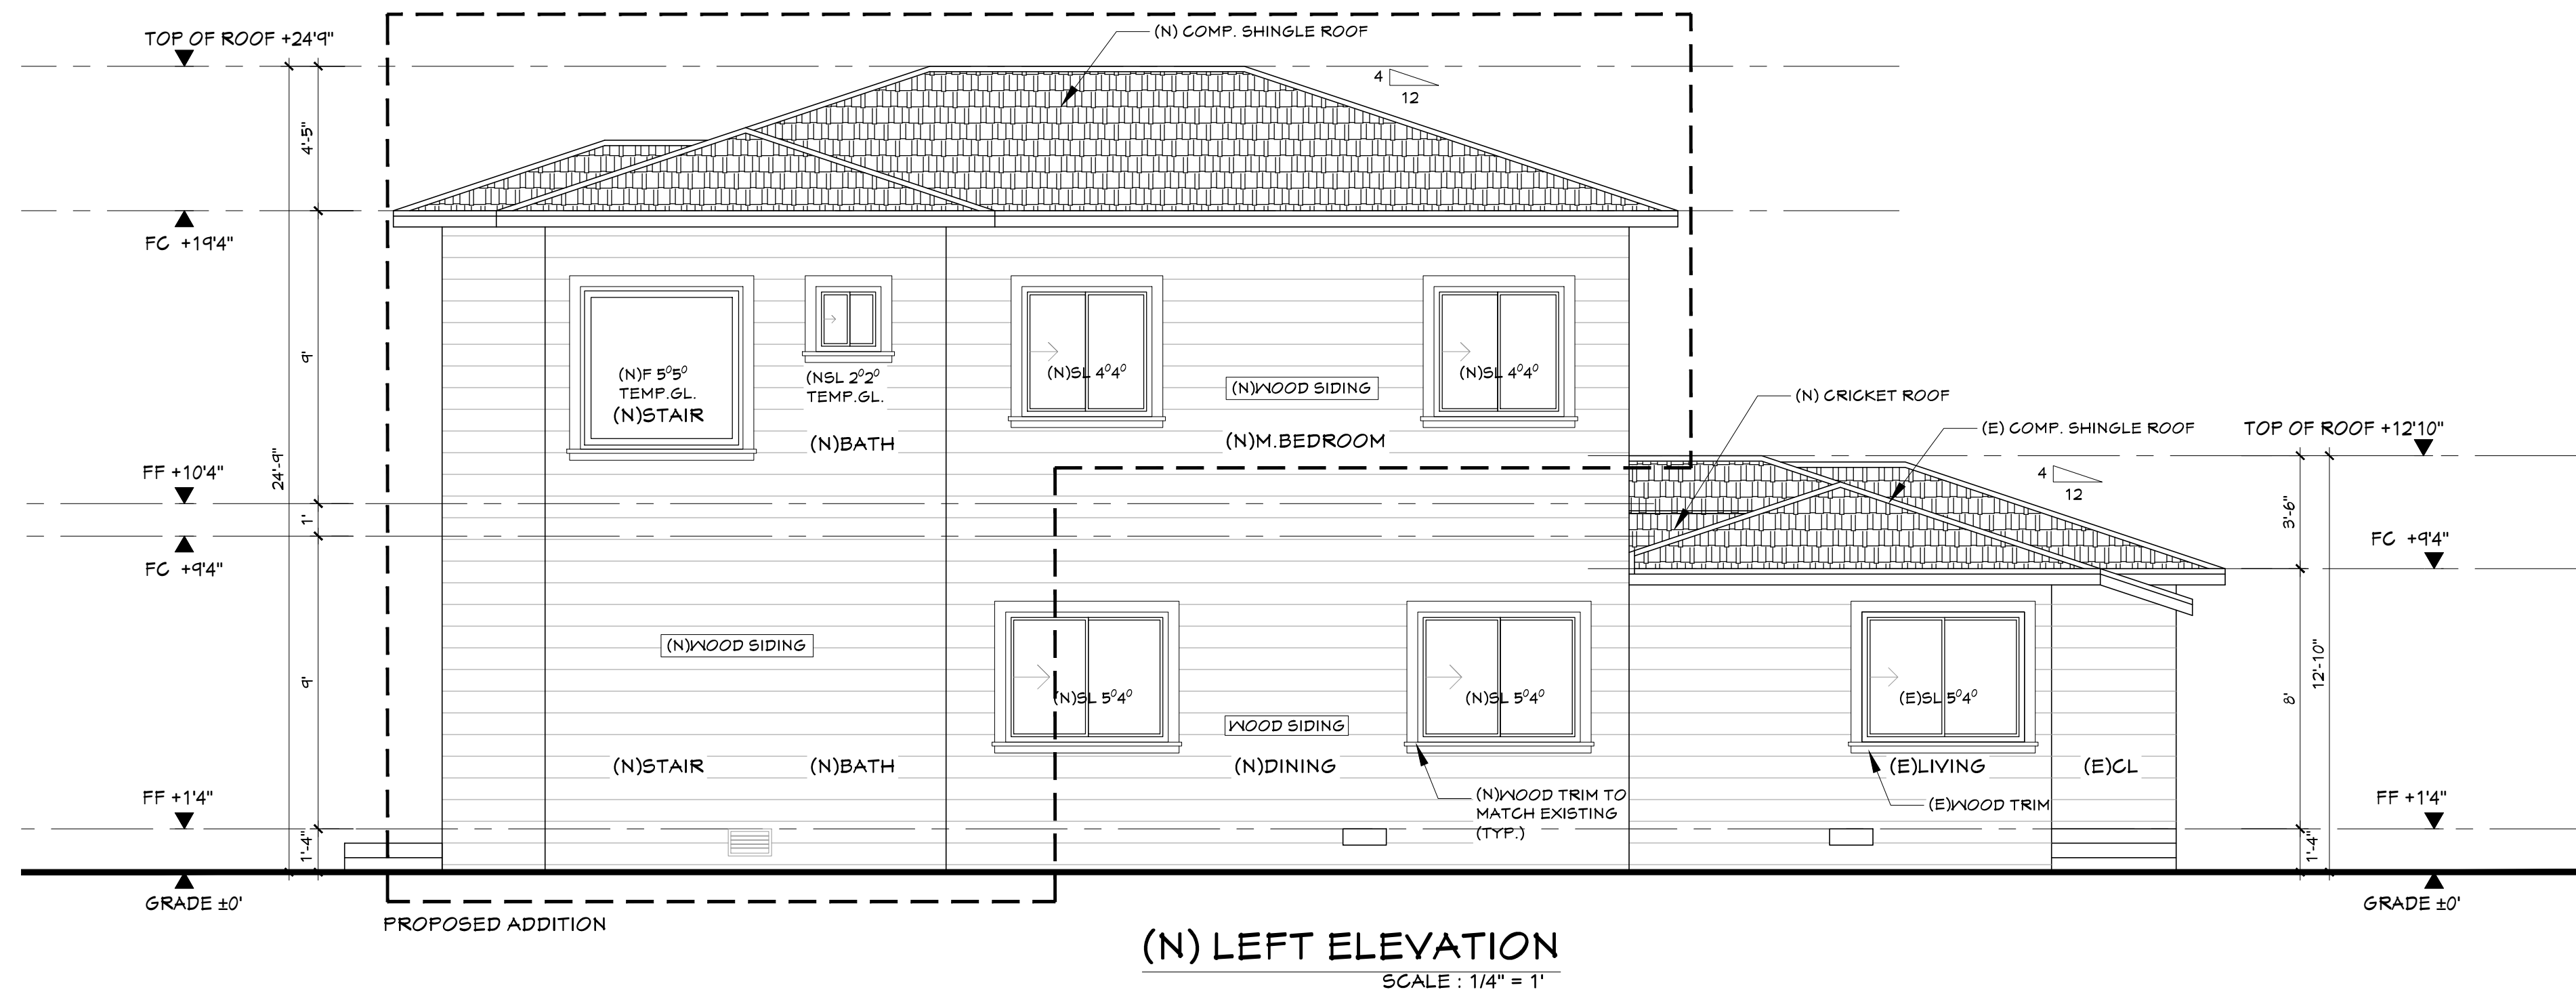 (N) COMP. SHINGLE ROOF
TOP OF ROOF +24'9"
4
12
4'-5"
FC +19'4"
9'
(N)F 5⁰5⁰
TEMP.GL.
(N)STAIR
(NSL 2⁰2⁰
TEMP.GL.
(N)BATH
(N)SL 4⁰4⁰
(N)WOOD SIDING
(N)M.BEDROOM
(N)SL 4⁰4⁰
(N) CRICKET ROOF
(E) COMP. SHINGLE ROOF
TOP OF ROOF +12'10"
4
12
FF +10'4"
24'-9"
1'
FC +9'4"
3'-6"
FC +9'4"
(N)WOOD SIDING
9'
(N)SL 5⁰4⁰
WOOD SIDING
(N)SL 5⁰4⁰
(E)SL 5⁰4⁰
8'
12'-10"
(N)STAIR
(N)BATH
(N)DINING
(E)LIVING
(E)CL
FF +1'4"
(N)WOOD TRIM TO
MATCH EXISTING
(TYP.)
(E)WOOD TRIM
FF +1'4"
1'-4"
1'-4"
GRADE ±0'
GRADE ±0'
PROPOSED ADDITION
(N) LEFT ELEVATION
SCALE : 1/4" = 1'